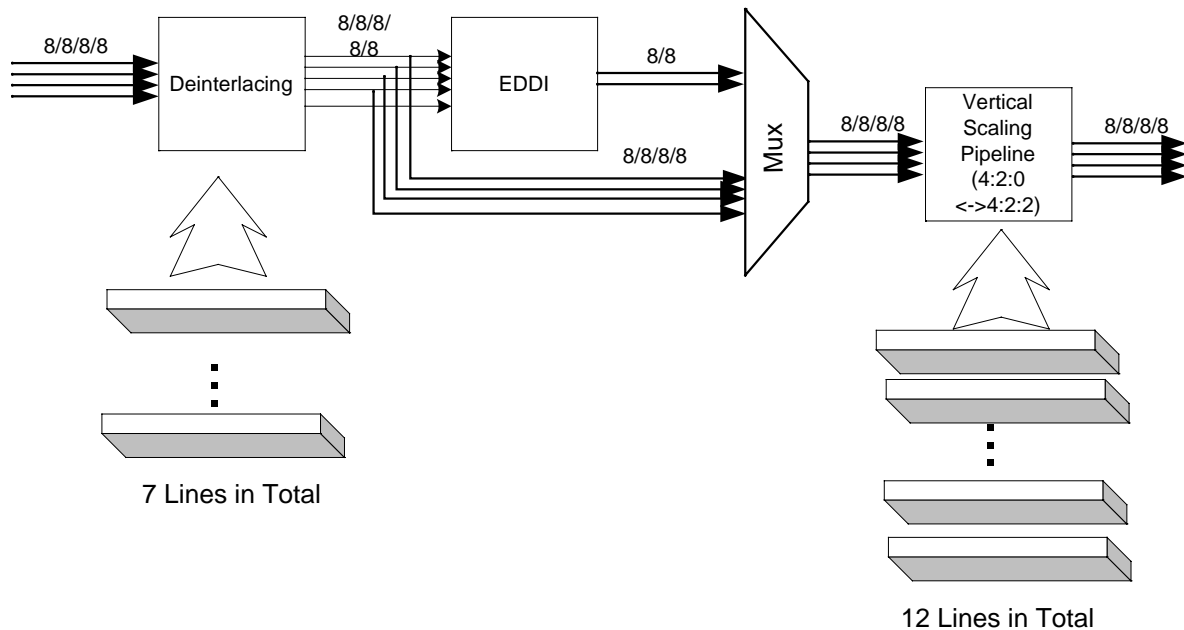 8/8/8/8
Deinterlacing
8/8/8/
8/8
EDDI
8/8
8/8/8/8
Mux
8/8/8/8
Vertical
Scaling
Pipeline
(4:2:0
<->4:2:2)
8/8/8/8
7 Lines in Total
12 Lines in Total